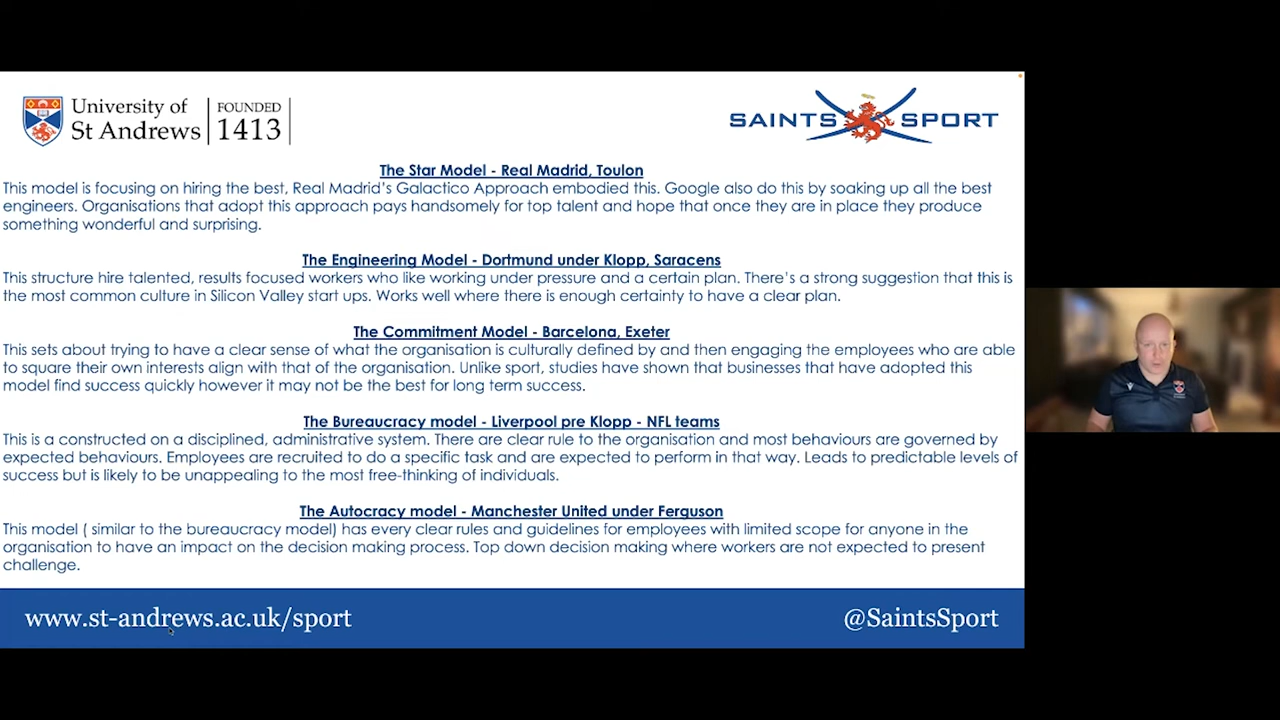 University of
St Andrews
FOUNDED
1413
SAINTS SPORT
The Star Model - Real Madrid, Toulon
This model is focusing on hiring the best, Real Madrid's Galactico Approach embodied this. Google also do this by soaking up all the best
engineers. Organisations that adopt this approach pays handsomely for top talent and hope that once they are in place they produce
something wonderful and surprising.
The Engineering Model - Dortmund under Klopp, Saracens
This structure hire talented, results focused workers who like working under pressure and a certain plan. There's a strong suggestion that this is
the most common culture in Silicon Valley start ups. Works well where there is enough certainty to have a clear plan.
The Commitment Model - Barcelona, Exeter
This sets about trying to have a clear sense of what the organisation is culturally defined by and then engaging the employees who are able
to square their own interests align with that of the organisation. Unlike sport, studies have shown that businesses that have adopted this
model find success quickly however it may not be the best for long term success.
The Bureaucracy model - Liverpool pre Klopp - NFL teams
This is a constructed on a disciplined, administrative system. There are clear rule to the organisation and most behaviours are governed by
expected behaviours. Employees are recruited to do a specific task and are expected to perform in that way. Leads to predictable levels of
success but is likely to be unappealing to the most free-thinking of individuals.
The Autocracy model - Manchester United under Ferguson
This model ( similar to the bureaucracy model) has every clear rules and guidelines for employees with limited scope for anyone in the
organisation to have an impact on the decision making process. Top down decision making where workers are not expected to present
challenge.
www.st-andrews.ac.uk/sport
@SaintsSport